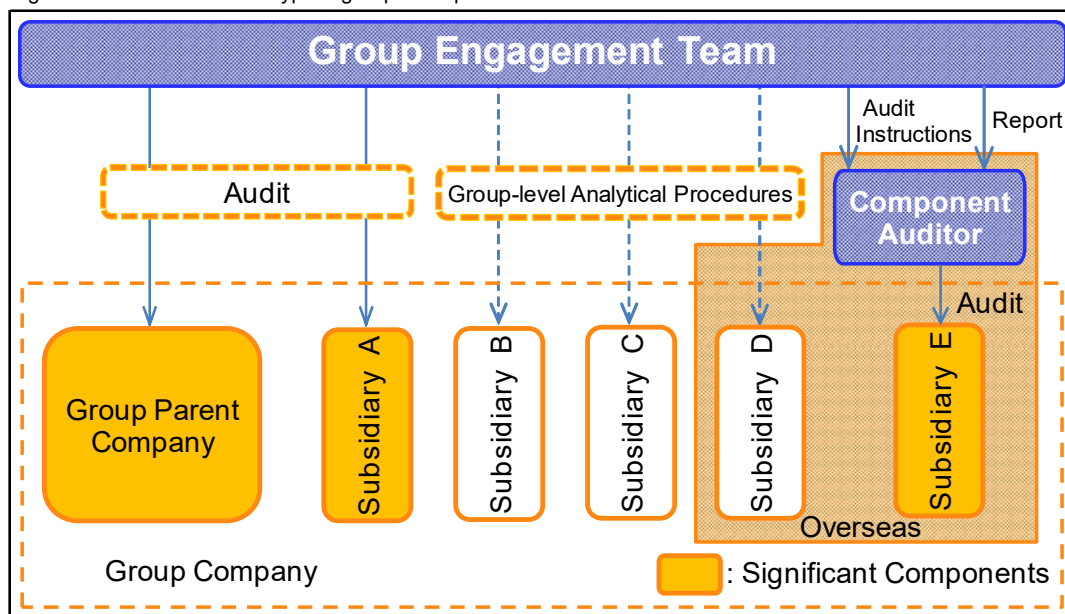 Group Engagement Team
Audit
Instructions
Report
Audit
Group-level Analytical Procedures
Component
Auditor
Audit
Group Parent
Company
Subsidiary A
Subsidiary B
Subsidiary C
Subsidiary D
Subsidiary E
Overseas
Group Company
: Significant Components